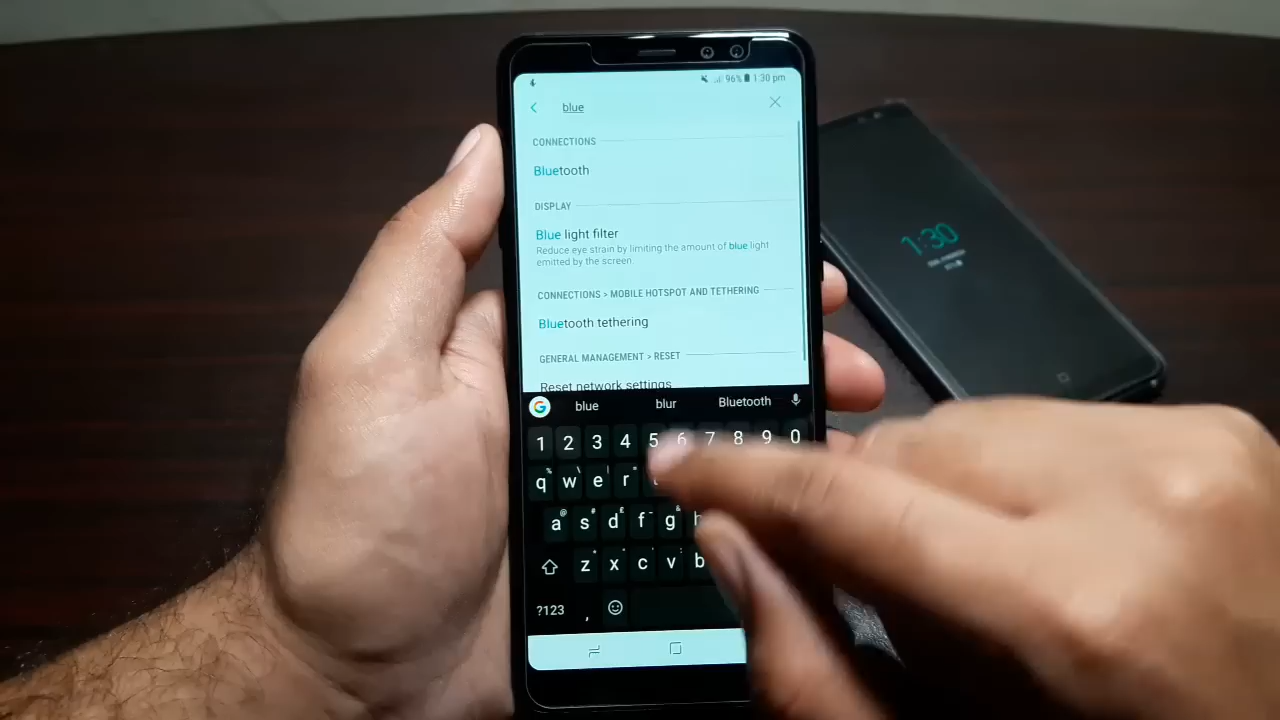 96% 1:30 pm
blue
CONNECTIONS
Bluetooth
DISPLAY
Blue light filter
Reduce eye strain by limiting the amount of blue light
emitted by the screen.
CONNECTIONS > MOBILE HOTSPOT AND TETHERING
Bluetooth tethering
GENERAL MANAGEMENT > RESET
Reset network settings
G blue blur Bluetooth
1 2 3 4 5 6 7 8 9 0
q w e r
a s d f g h
z x c v b
?123 ,
1:30